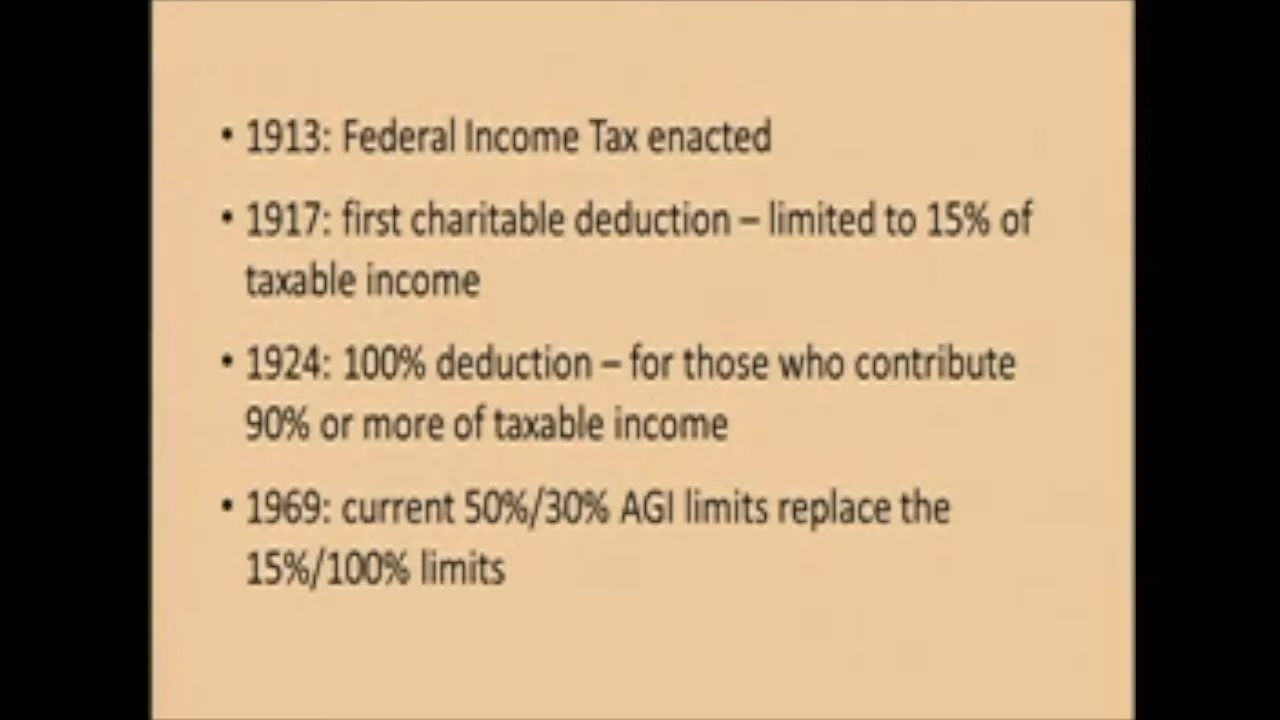 • 1913: Federal Income Tax enacted
• 1917: first charitable deduction – limited to 15% of
taxable income
• 1924: 100% deduction – for those who contribute
90% or more of taxable income
• 1969: current 50%/30% AGI limits replace the
15%/100% limits